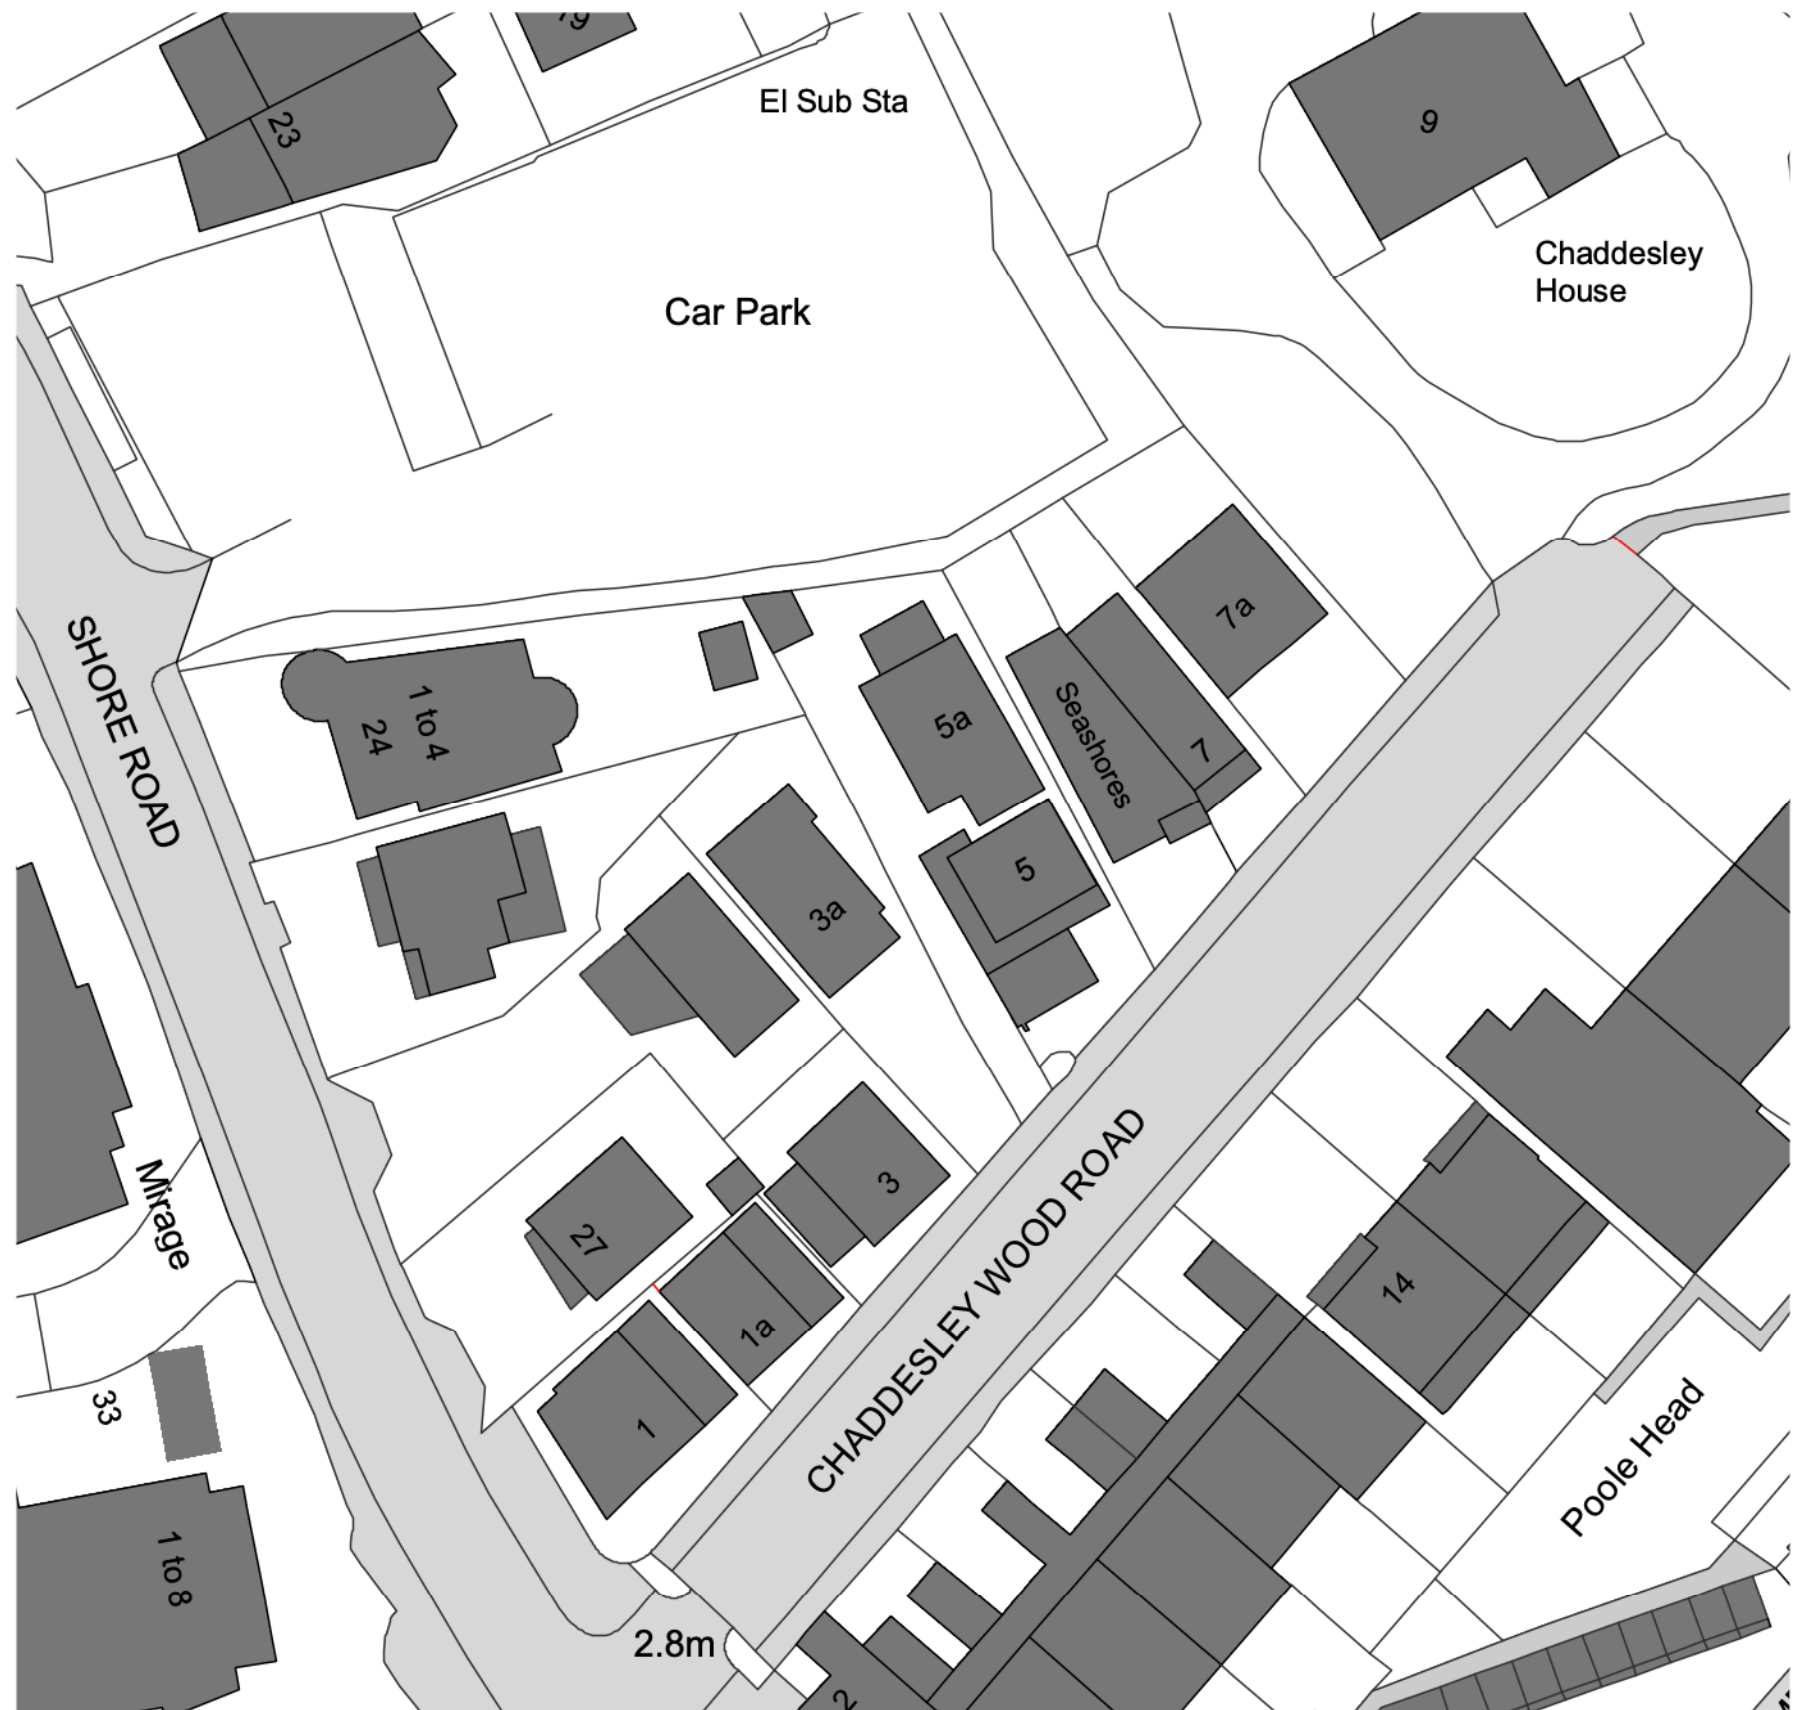 23
El Sub Sta
9
Chaddesley
House
Car Park
7a
SHORE ROAD
1 to 4
24
5a
Seashores
7
5
3a
3
27
CHADDESLEY WOOD ROAD
Mirage
1a
14
33
1
Poole Head
1 to 8
2.8m
2